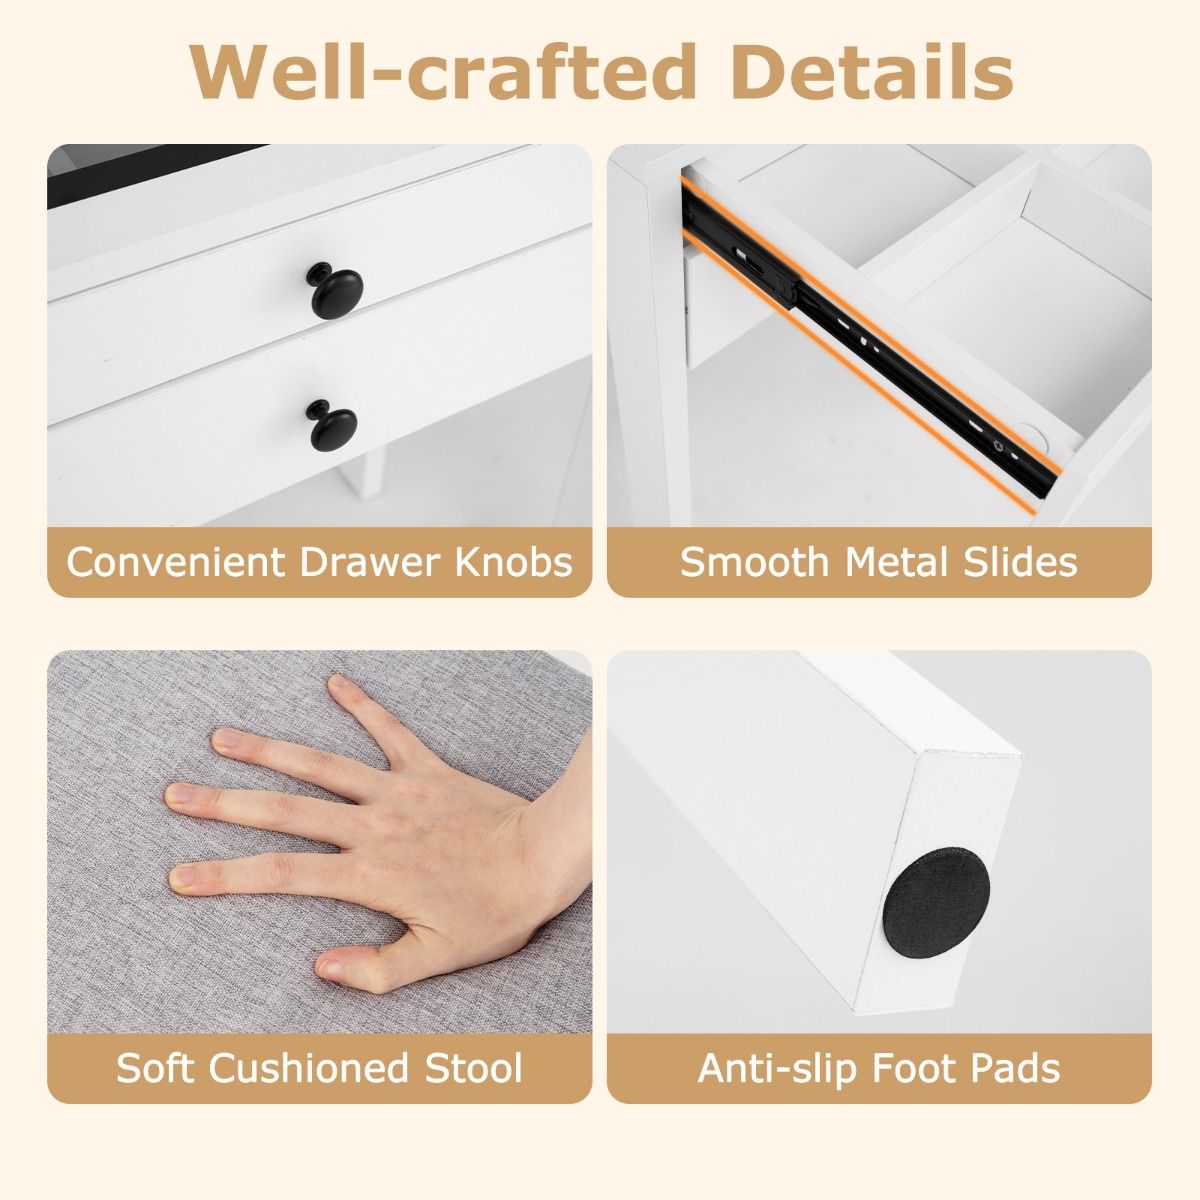 Well-crafted Details
Convenient Drawer Knobs
Smooth Metal Slides
Soft Cushioned Stool
Anti-slip Foot Pads